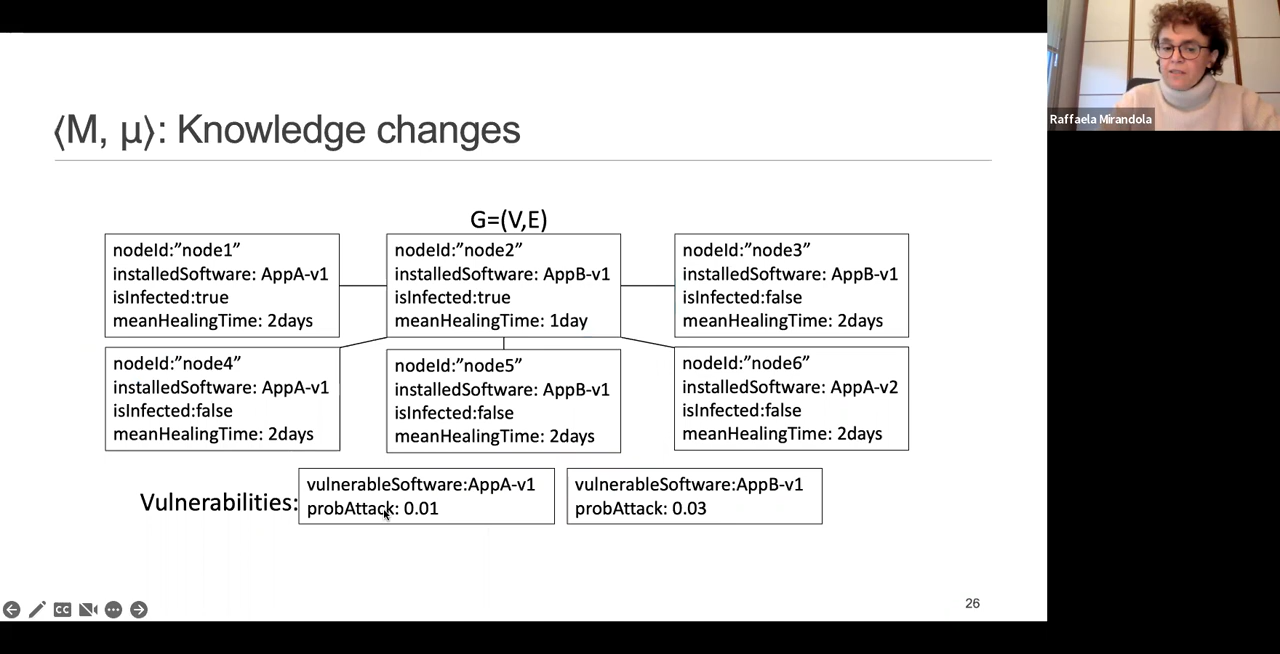 Raffaela Mirandola
⟨M, μ⟩: Knowledge changes
G=(V,E)
nodeId:”node1”
installedSoftware: AppA-v1
isInfected:true
meanHealingTime: 2days
nodeId:”node2”
installedSoftware: AppB-v1
isInfected:true
meanHealingTime: 1day
nodeId:”node3”
installedSoftware: AppB-v1
isInfected:false
meanHealingTime: 2days
nodeId:”node4”
installedSoftware: AppA-v1
isInfected:false
meanHealingTime: 2days
nodeId:”node5”
installedSoftware: AppB-v1
isInfected:false
meanHealingTime: 2days
nodeId:”node6”
installedSoftware: AppA-v2
isInfected:false
meanHealingTime: 2days
Vulnerabilities:
vulnerableSoftware:AppA-v1
probAttack: 0.01
vulnerableSoftware:AppB-v1
probAttack: 0.03
CC
26